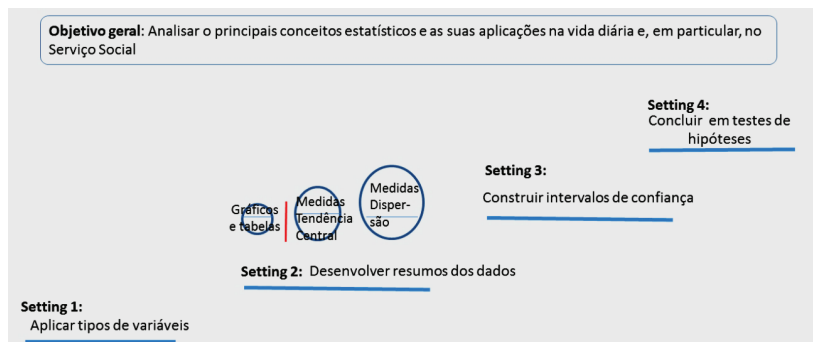 Objetivo geral: Analisar o principais conceitos estatísticos e as suas aplicações na vida diária e, em particular, no
Serviço Social
Setting 4:
Concluir em testes de
hipóteses
Setting 3:
Construir intervalos de confiança
Gráficos
e tabelas
Medidas
Tendência
Central
Medidas
Disper-
são
Setting 2: Desenvolver resumos dos dados
Setting 1:
Aplicar tipos de variáveis